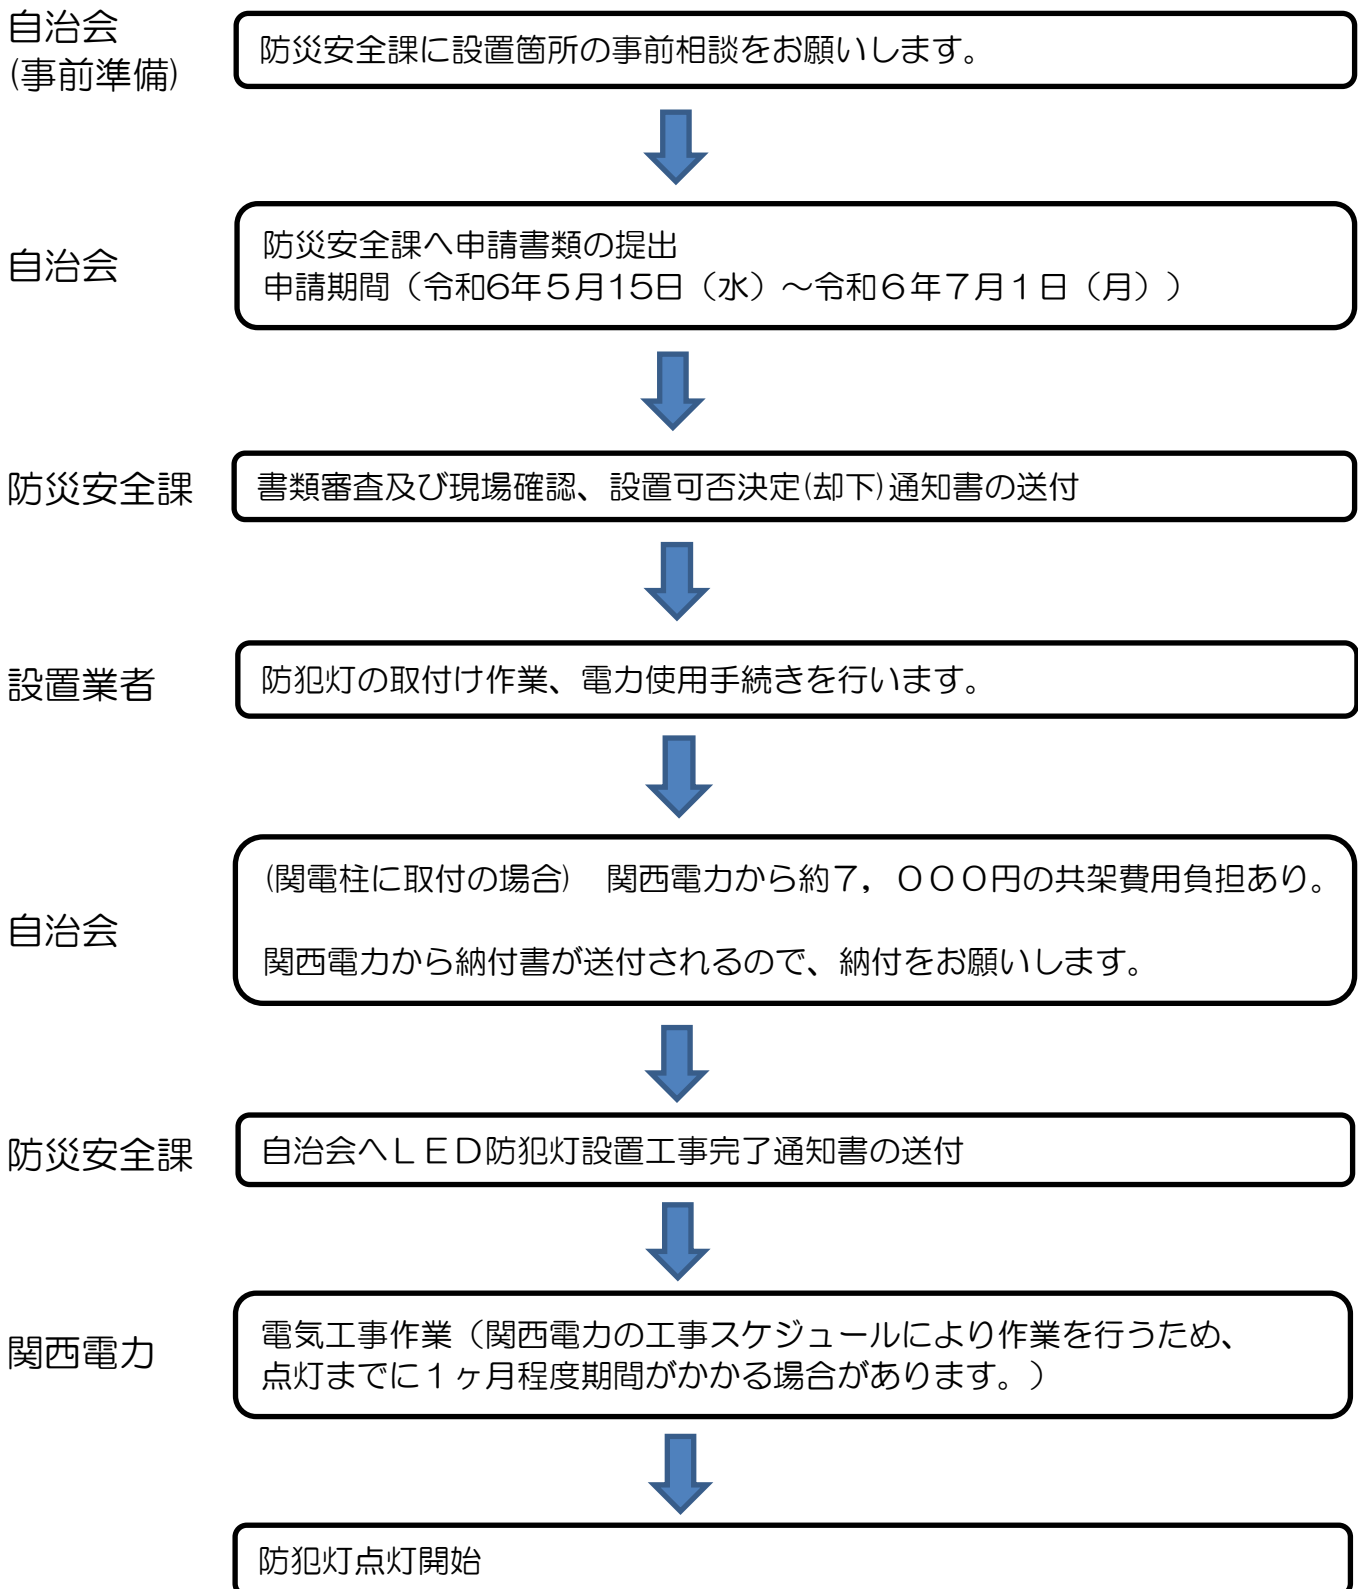 自治会
(事前準備)
防災安全課に設置箇所の事前相談をお願いします。
自治会
防災安全課へ申請書類の提出
申請期間（令和6年５月15日（水）～令和６年７月１日（月））
防災安全課
書類審査及び現場確認、設置可否決定(却下)通知書の送付
設置業者
防犯灯の取付け作業、電力使用手続きを行います。
自治会
(関電柱に取付の場合)　関西電力から約７，０００円の共架費用負担あり。
関西電力から納付書が送付されるので、納付をお願いします。
防災安全課
自治会へＬＥＤ防犯灯設置工事完了通知書の送付
関西電力
電気工事作業（関西電力の工事スケジュールにより作業を行うため、
点灯までに１ヶ月程度期間がかかる場合があります。）
防犯灯点灯開始